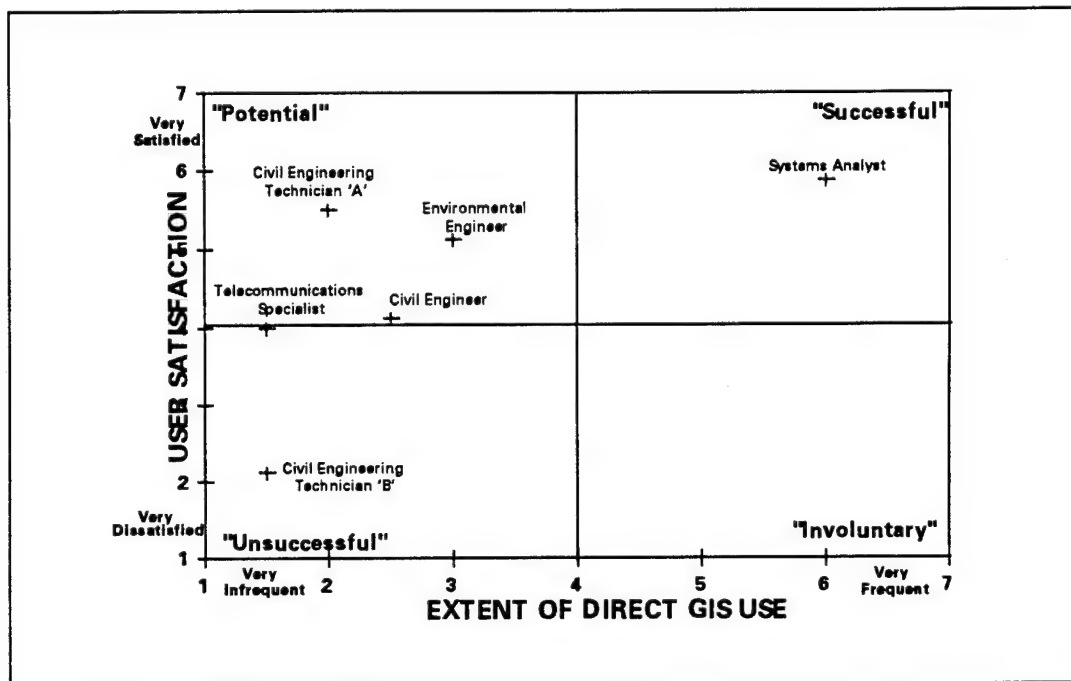 7
"Potential"
"Successful"
Very
Satisfied
6
Civil Engineering
Technician 'A'
Systems Analyst
Environmental
Engineer
Telecommunications
Specialist
Civil Engineer
USER SATISFACTION
2
Civil Engineering
Technician 'B'
Very
Dissatisfied
"Unsuccessful"
"Involuntary"
1
1
Very
Infrequent
2
3
4
5
6
Very
Frequent
7
EXTENT OF DIRECT GIS USE